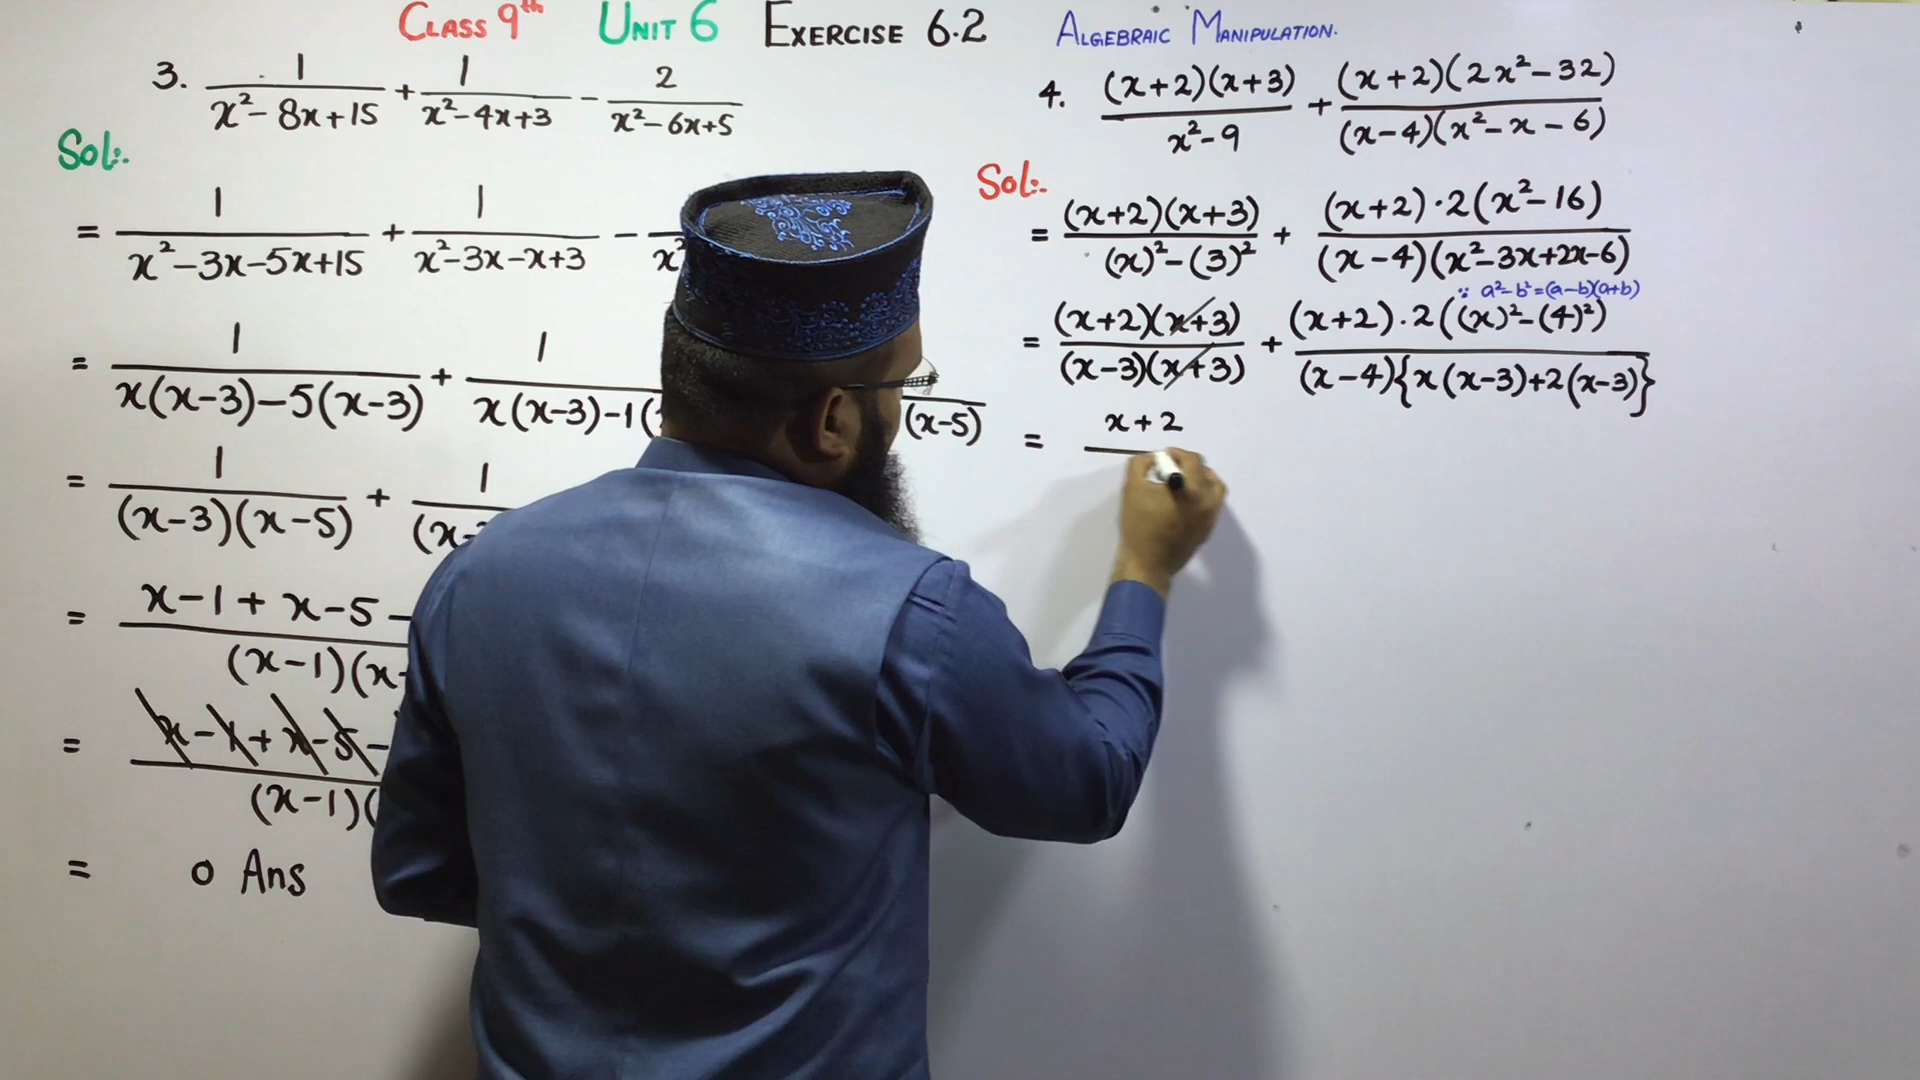 CLASS 9th UNIT 6 EXERCISE 6.2 ALGEBRAIC MANIPULATION.
3. 1/(x²-8x+15) + 1/(x²-4x+3) - 2/(x²-6x+5)
Sol:.
= 1/(x²-3x-5x+15) + 1/(x²-3x-x+3) - x²
= 1/(x(x-3)-5(x-3)) + 1/(x(x-3)-1( (x-5)
= 1/((x-3)(x-5)) + 1/(x-
= x-1+x-5-/(x-1)(x-
= x-1+x-5-/(x-1)(
= 0 Ans
4. (x+2)(x+3)/(x²-9) + (x+2)(2x²-32)/((x-4)(x²-x-6))
Sol:.
= (x+2)(x+3)/((x)²-(3)²) + (x+2)·2(x²-16)/((x-4)(x²-3x+2x-6))
∵ a²-b²=(a-b)(a+b)
= (x+2)(x+3)/((x-3)(x+3)) + (x+2)·2((x)²-(4)²)/((x-4){x(x-3)+2(x-3)})
= x+2